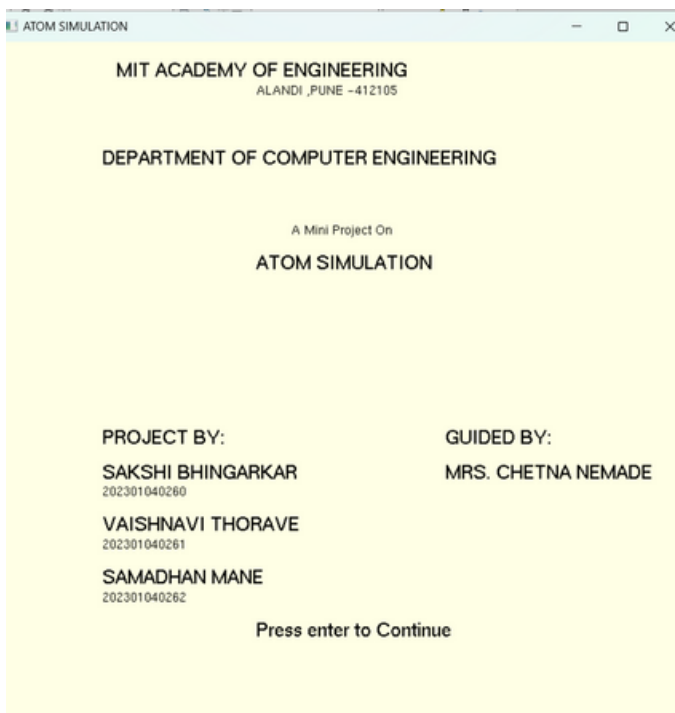 ATOM SIMULATION
MIT ACADEMY OF ENGINEERING
ALANDI ,PUNE -412105
DEPARTMENT OF COMPUTER ENGINEERING
A Mini Project On
ATOM SIMULATION
PROJECT BY:
GUIDED BY:
SAKSHI BHINGARKAR
MRS. CHETNA NEMADE
202301040260
VAISHNAVI THORAVE
202301040261
SAMADHAN MANE
202301040262
Press enter to Continue